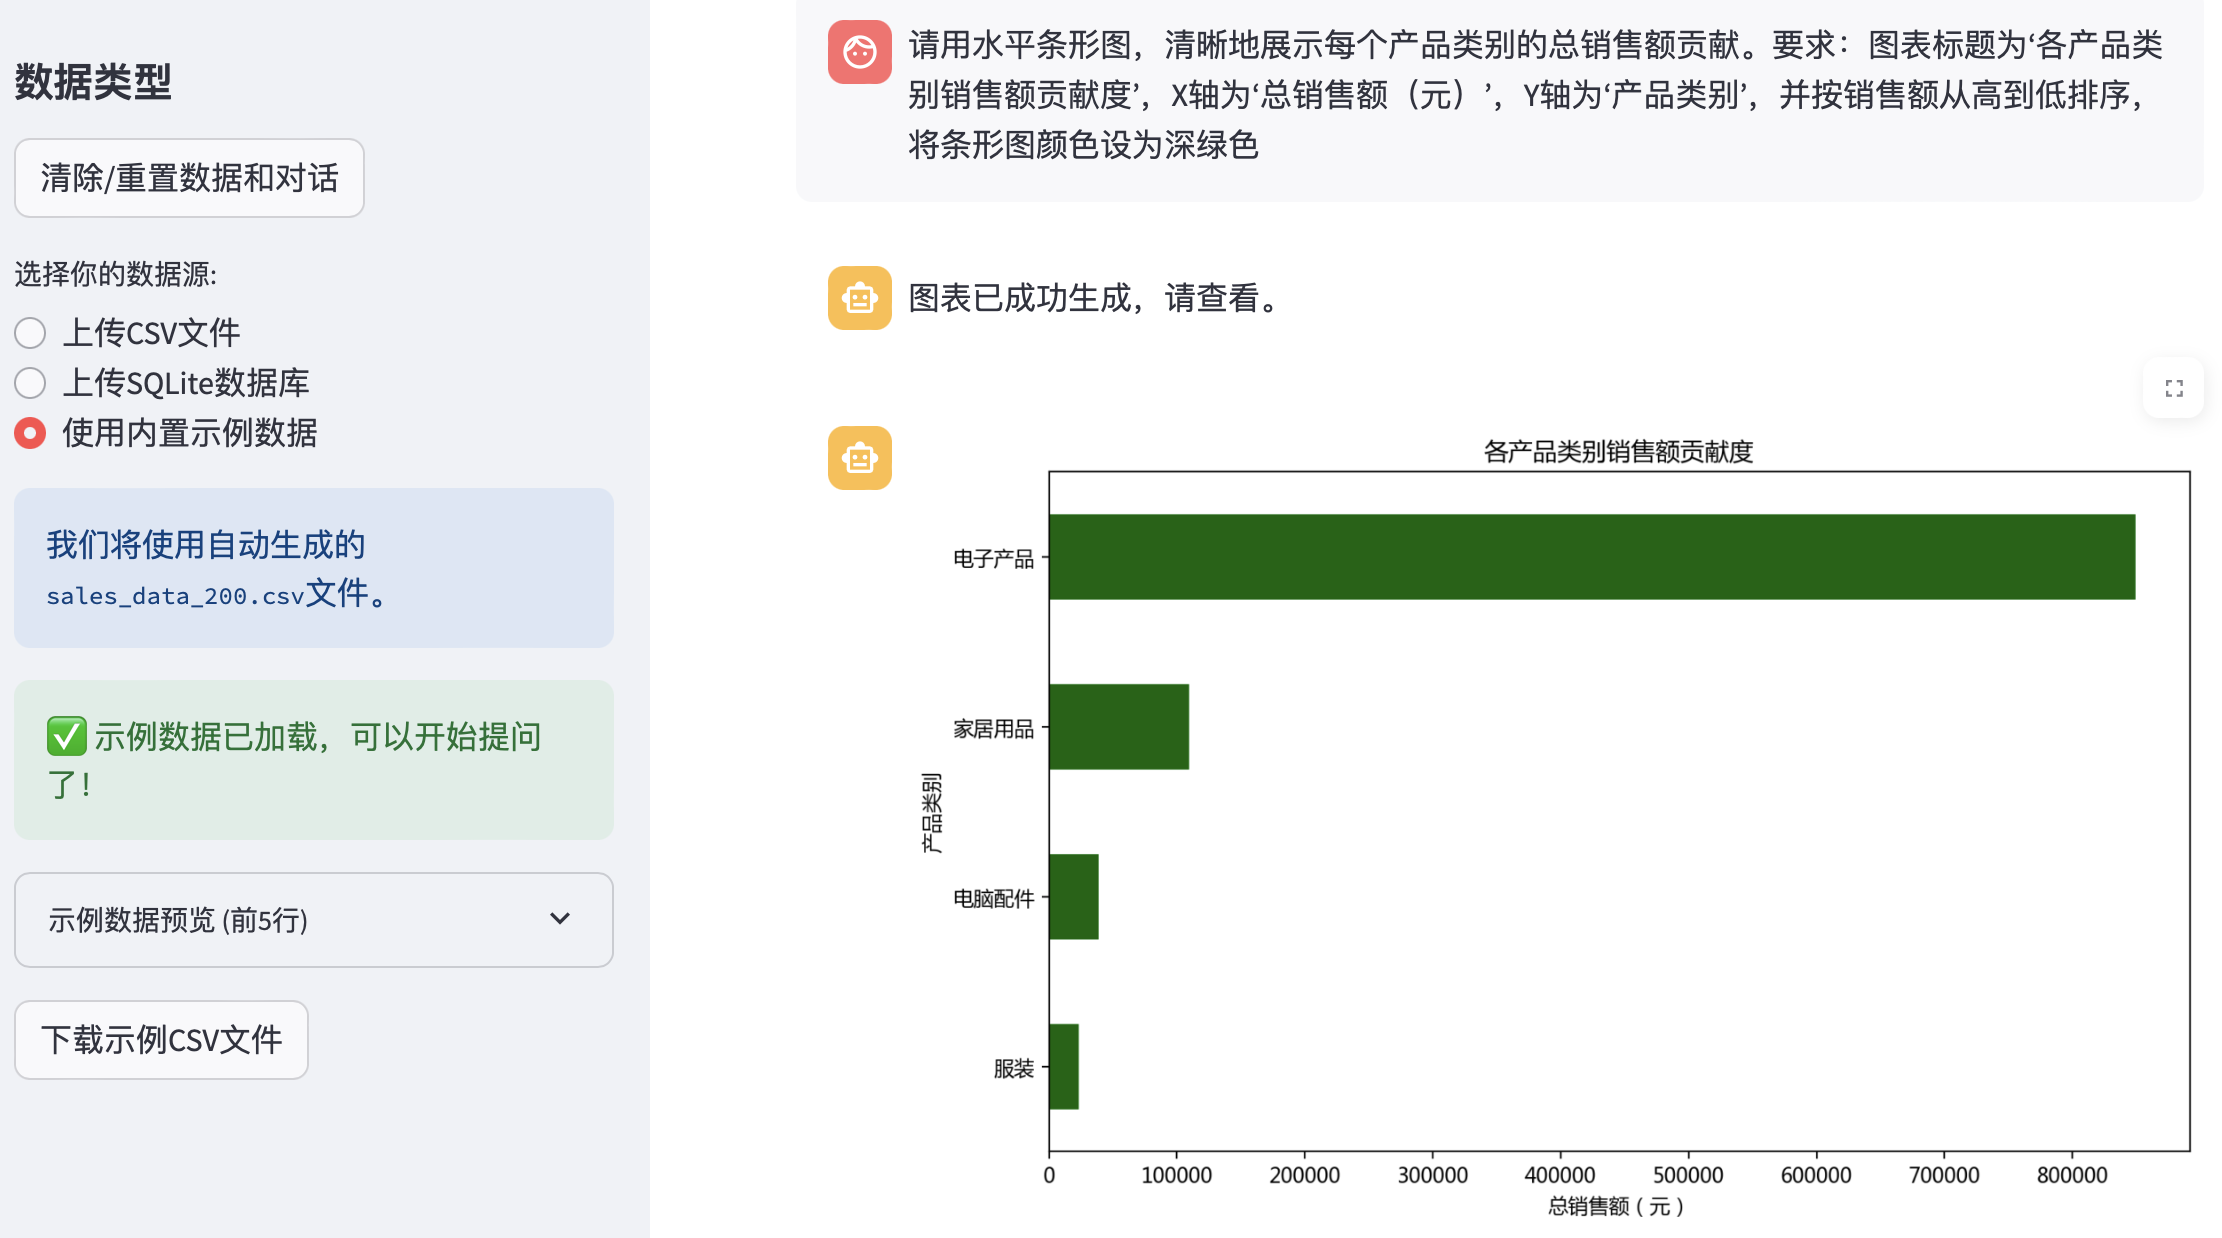 数据类型
清除/重置数据和对话
选择你的数据源:
上传CSV文件
上传SQLite数据库
使用内置示例数据
我们将使用自动生成的
sales_data_200.csv文件。
✅ 示例数据已加载，可以开始提问
了！
示例数据预览 (前5行)
下载示例CSV文件
请用水平条形图，清晰地展示每个产品类别的总销售额贡献。要求：图表标题为‘各产品类
别销售额贡献度’，X轴为‘总销售额（元）’，Y轴为‘产品类别’，并按销售额从高到低排序，
将条形图颜色设为深绿色
图表已成功生成，请查看。
各产品类别销售额贡献度
电子产品
家居用品
电脑配件
服装
产品类别
0 100000 200000 300000 400000 500000 600000 700000 800000
总销售额（元）